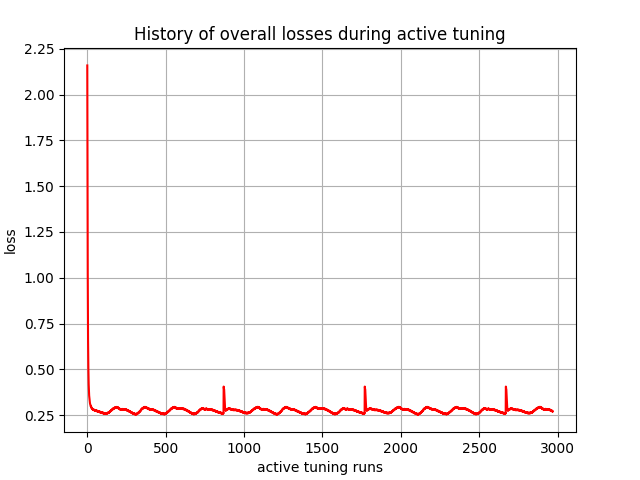 History of overall losses during active tuning
2.25
2.00
1.75
1.50
1.25
1.00
0.75
0.50
0.25
loss
0 500 1000 1500 2000 2500 3000
active tuning runs